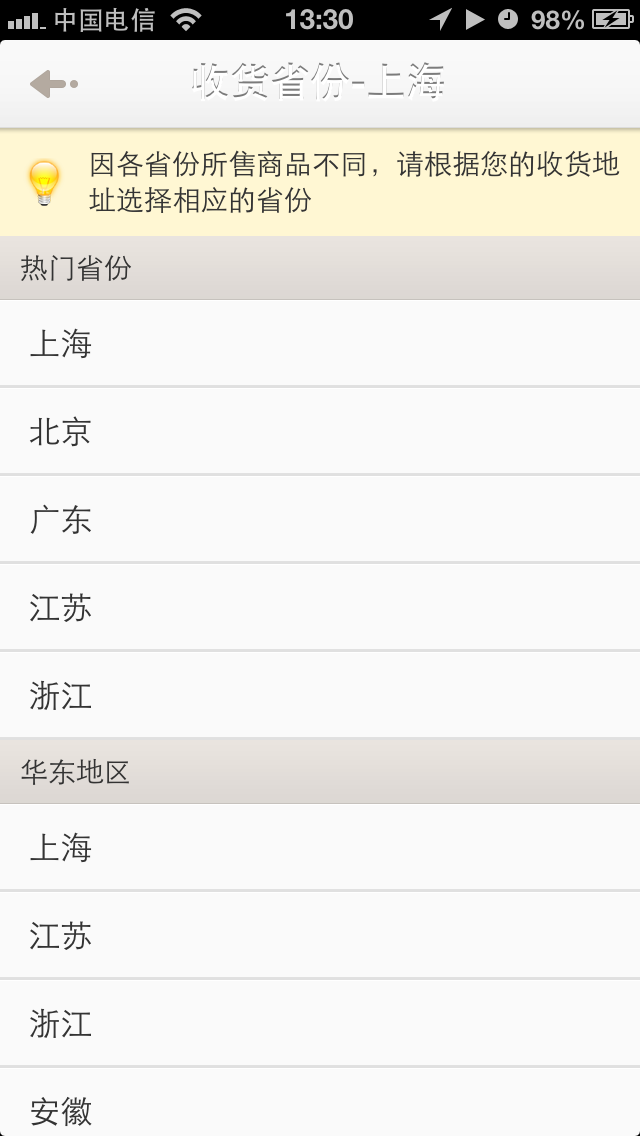 中国电信 13:30 98%
收货省份-上海
因各省份所售商品不同，请根据您的收货地
址选择相应的省份
热门省份
上海
北京
广东
江苏
浙江
华东地区
上海
江苏
浙江
安徽